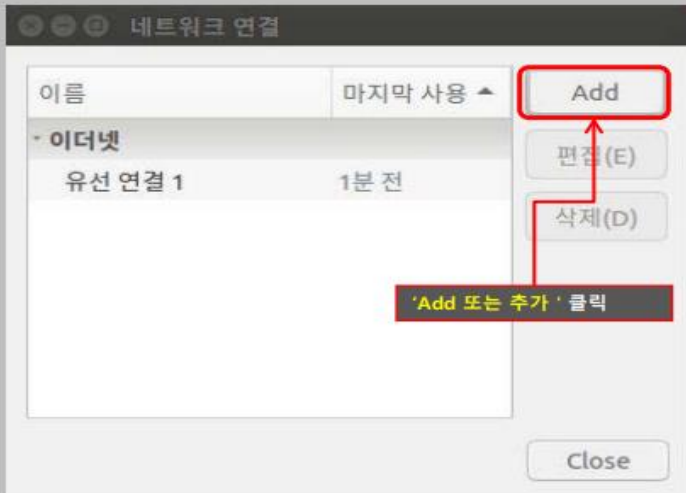 네트워크 연결
이름 마지막 사용 Add
이더넷 편집(E)
유선 연결 1 1분 전
삭제(D)
‘Add 또는 추가 ‘ 클릭
Close